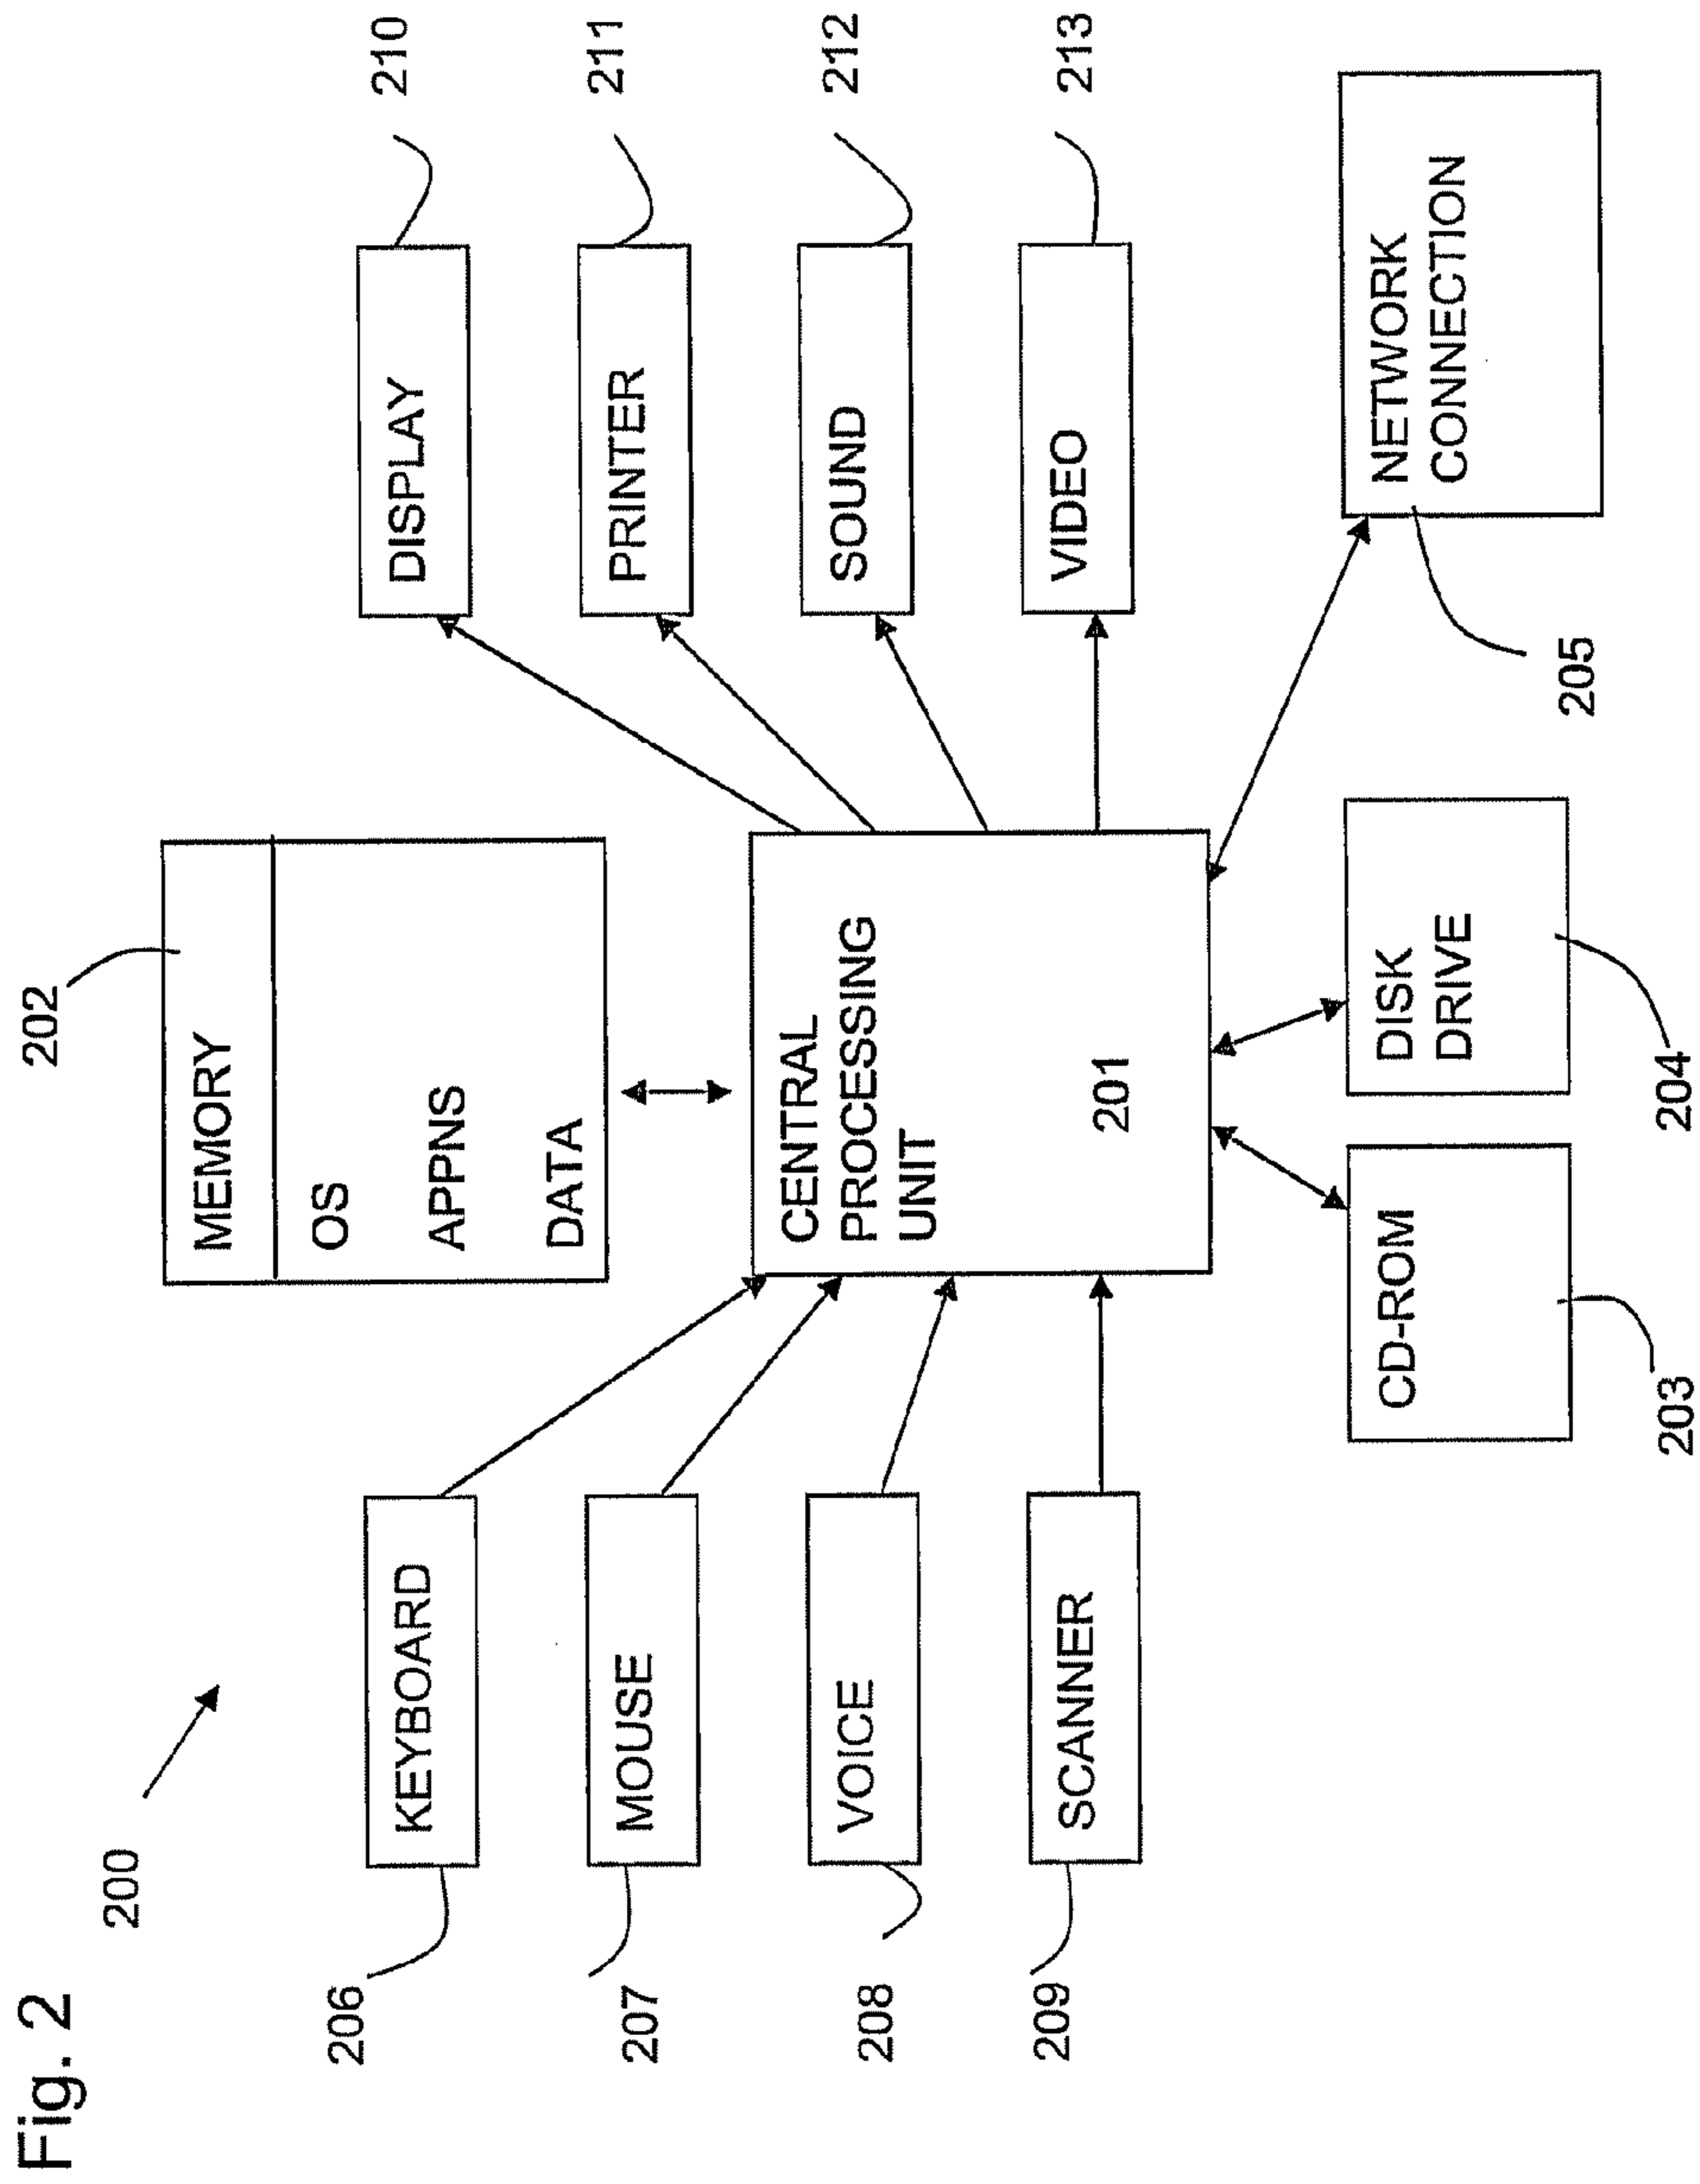 Fig. 2
200
202
MEMORY
OS
APPNS
DATA
206
KEYBOARD
207
MOUSE
208
VOICE
209
SCANNER
CENTRAL
PROCESSING
UNIT
201
DISPLAY
210
PRINTER
211
SOUND
212
VIDEO
213
CD-ROM
203
DISK
DRIVE
204
NETWORK
CONNECTION
205